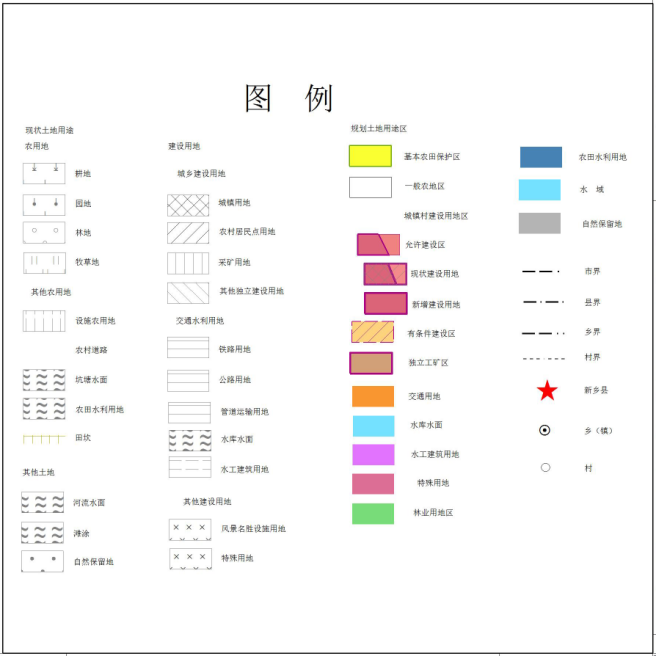 图 例
现状土地用途
农用地
耕地
园地
林地
牧草地
其他农用地
设施农用地
农村道路
坑塘水面
农田水利用地
田坎
其他土地
河流水面
滩涂
自然保留地
建设用地
城乡建设用地
城镇用地
农村居民点用地
采矿用地
其他独立建设用地
交通水利用地
铁路用地
公路用地
管道运输用地
水库水面
水工建筑用地
其他建设用地
风景名胜设施用地
特殊用地
规划土地用途区
基本农田保护区
一般农地区
城镇村建设用地区
允许建设区
现状建设用地
新增建设用地
有条件建设区
独立工矿区
交通用地
水库水面
水工建筑用地
特殊用地
林业用地区
农田水利用地
水 域
自然保留地
市界
县界
乡界
村界
新乡县
乡（镇）
村